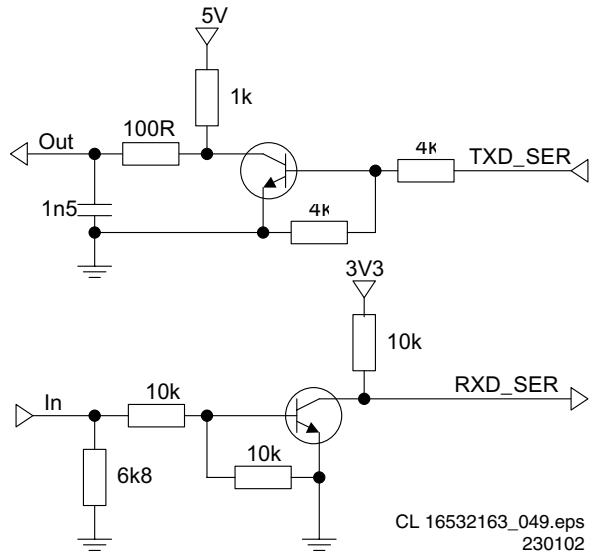 5V
1k
100R
Out
4k
TXD_SER
1n5
4k
3V3
10k
In
10k
RXD_SER
10k
6k8
CL 16532163_049.eps
230102